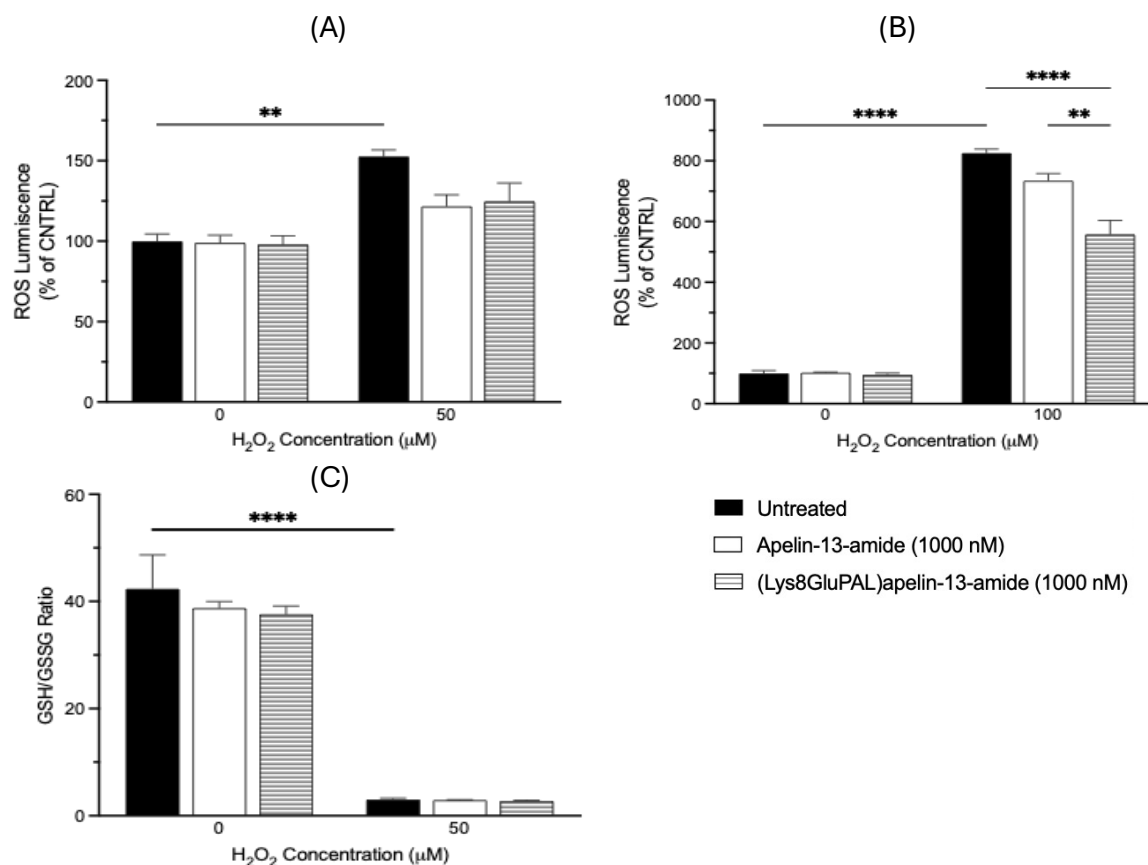 (A)
200
150
100
50
0
ROS Lumniscence
(% of CNTRL)
**
0
50
H₂O₂ Concentration (μM)
(B)
1000
800
600
400
200
0
ROS Lumniscence
(% of CNTRL)
****
****
**
0
100
H₂O₂ Concentration (μM)
(C)
60
40
20
0
GSH/GSSG Ratio
****
0
50
H₂O₂ Concentration (μM)
Untreated
Apelin-13-amide (1000 nM)
(Lys8GluPAL)apelin-13-amide (1000 nM)